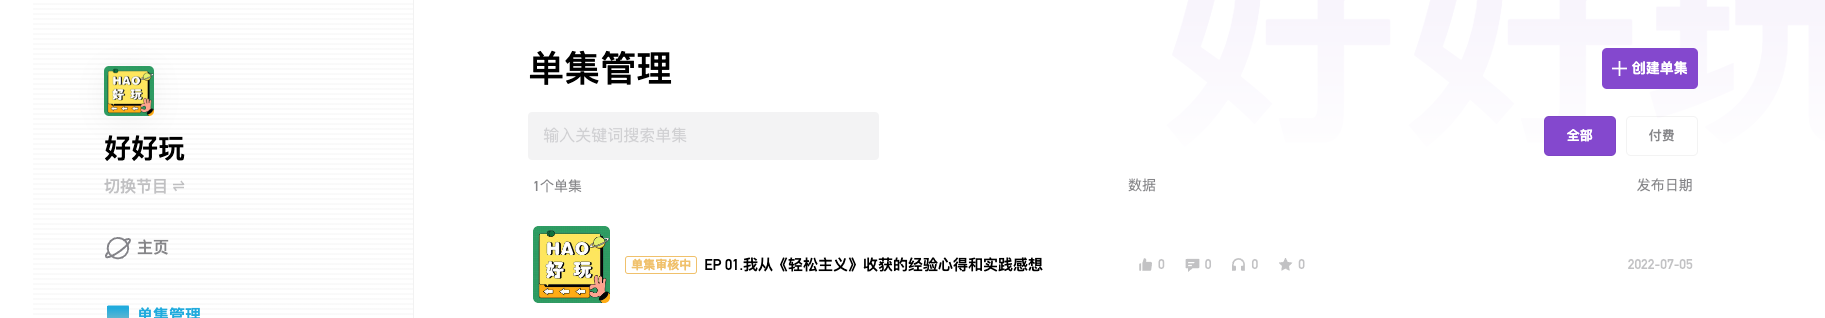 HAO
好 玩
好好玩
切换节目 ⇌
主页
单集管理
好好玩
单集管理
＋创建单集
输入关键词搜索单集
全部
付费
1个单集
数据
发布日期
HAO
好 玩
单集审核中 EP 01.我从《轻松主义》收获的经验心得和实践感想
0 0 0 0
2022-07-05